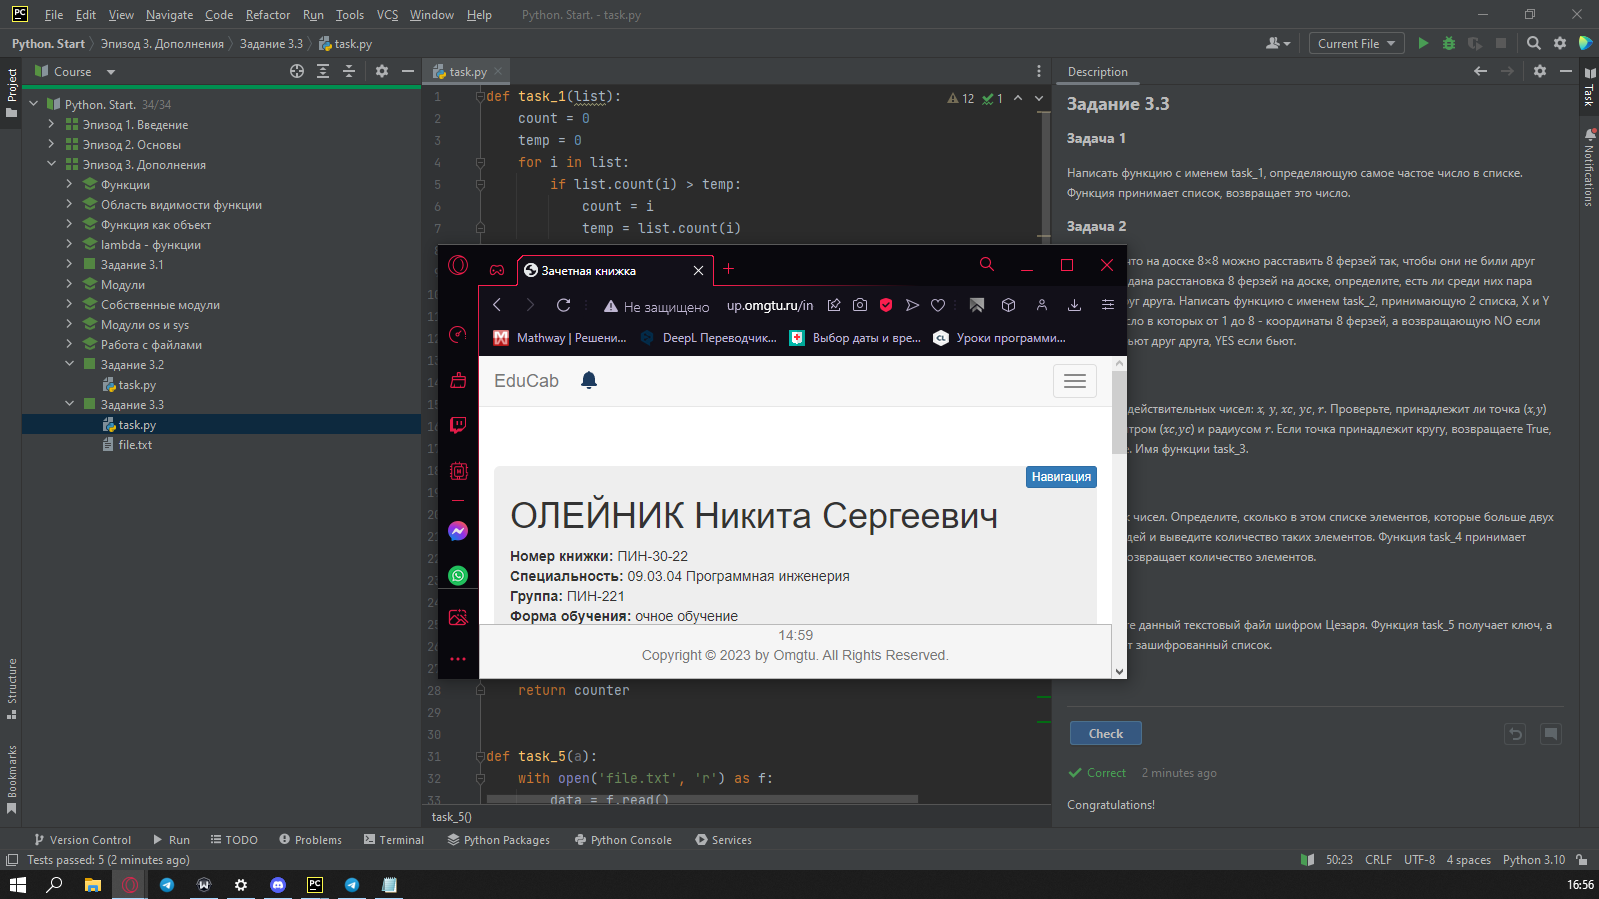 File Edit View Navigate Code Refactor Run Tools VCS Window Help Python. Start. - task.py
Python. Start Эпизод 3. Дополнения Задание 3.3 task.py
Current File
Project
Course
Python. Start. 34/34
Эпизод 1. Введение
Эпизод 2. Основы
Эпизод 3. Дополнения
Функции
Область видимости функции
Функция как объект
lambda - функции
Задание 3.1
Модули
Собственные модули
Модули os и sys
Работа с файлами
Задание 3.2
task.py
Задание 3.3
task.py
file.txt
Structure
Bookmarks
task.py
12 1
1 def task_1(list):
2 count = 0
3 temp = 0
4 for i in list:
5 if list.count(i) > temp:
6 count = i
7 temp = list.count(i)
28 return counter
29
30
31 def task_5(a):
32 with open('file.txt', 'r') as f:
33 data = f.read()
task_5()
Зачетная книжка
Не защищено up.omgtu.ru/in
Mathway | Решени...
DeepL Переводчик...
Выбор даты и вре...
CL Уроки программи...
EduCab
Навигация
ОЛЕЙНИК Никита Сергеевич
Номер книжки: ПИН-30-22
Специальность: 09.03.04 Программная инженерия
Группа: ПИН-221
Форма обучения: очное обучение
14:59
Copyright © 2023 by Omgtu. All Rights Reserved.
Description
Задание 3.3
Задача 1
Написать функцию с именем task_1, определяющую самое частое число в списке.
Функция принимает список, возвращает это число.
Задача 2
что на доске 8×8 можно расставить 8 ферзей так, чтобы они не били друг
дана расстановка 8 ферзей на доске, определите, есть ли среди них пара
уг друга. Написать функцию с именем task_2, принимающую 2 списка, X и Y
сло в которых от 1 до 8 - координаты 8 ферзей, а возвращающую NO если
ьют друг друга, YES если бьют.
действительных чисел: x, y, xc, yc, r. Проверьте, принадлежит ли точка (x,y)
тром (xc,yc) и радиусом r. Если точка принадлежит кругу, возвращаете True,
е. Имя функции task_3.
к чисел. Определите, сколько в этом списке элементов, которые больше двух
дей и выведите количество таких элементов. Функция task_4 принимает
озвращает количество элементов.
те данный текстовый файл шифром Цезаря. Функция task_5 получает ключ, а
т зашифрованный список.
Check
Correct 2 minutes ago
Congratulations!
Task
Notifications
Version Control Run TODO Problems Terminal Python Packages Python Console Services
Tests passed: 5 (2 minutes ago)
50:23 CRLF UTF-8 4 spaces Python 3.10
PC
16:56